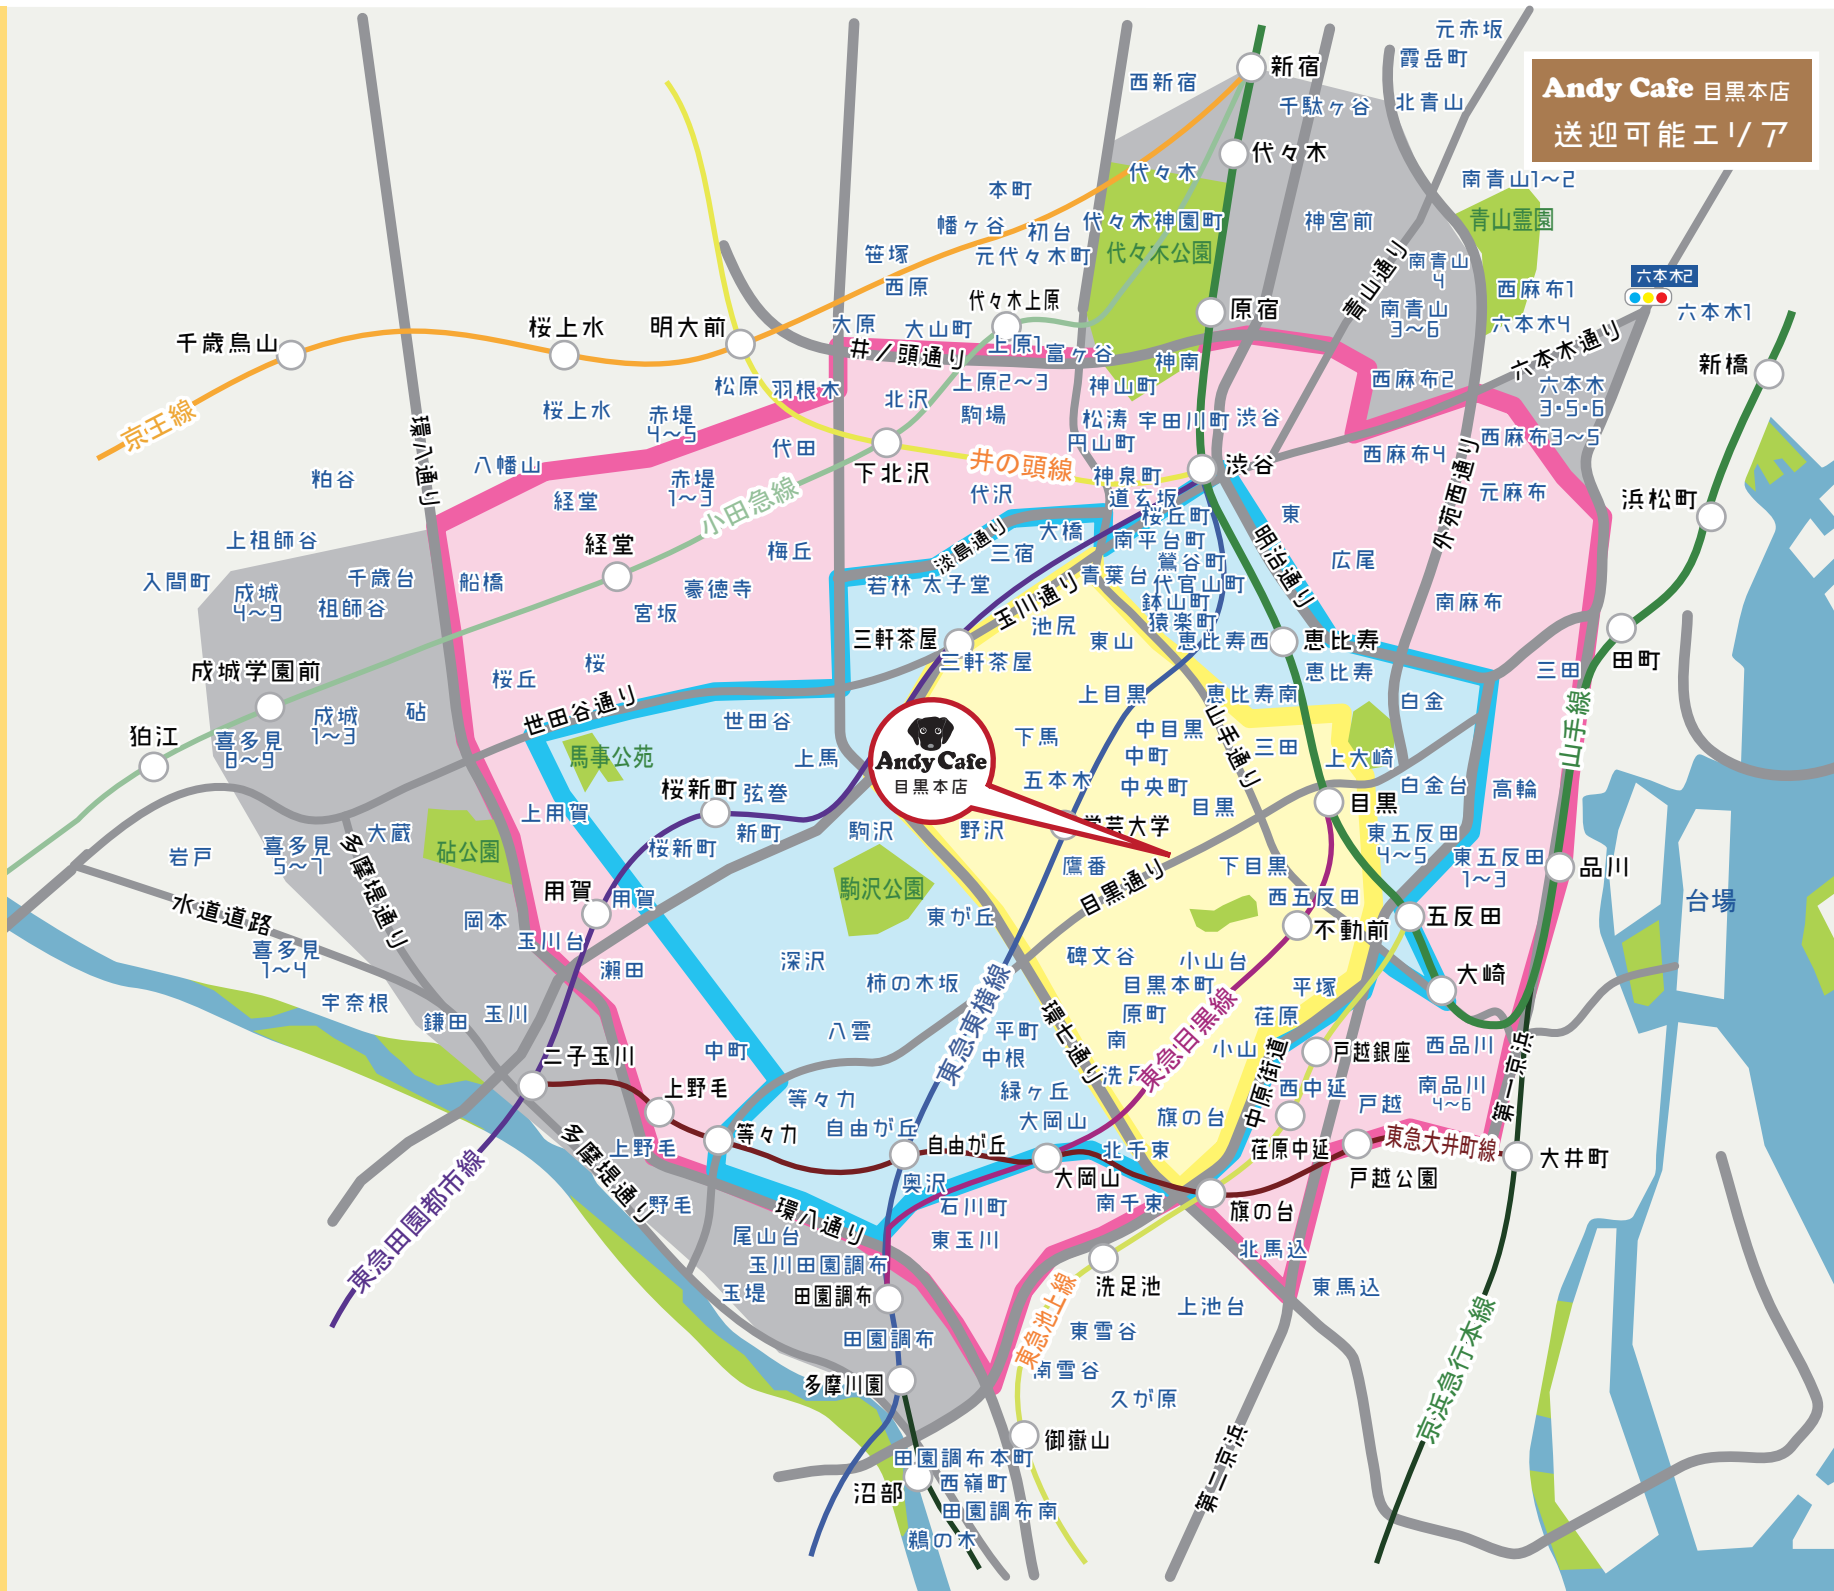 元赤坂
霞岳町
新宿
西新宿
Andy Cafe 目黒本店
送迎可能エリア
千駄ヶ谷
北青山
代々木
代々木
南青山1〜2
本町
青山霊園
幡ヶ谷
初台
代々木神園町
神宮前
笹塚
元代々木町
代々木公園
青山通り
南青山
4
西原
六本木2
西麻布1
代々木上原
原宿
南青山
3〜6
六本木1
千歳烏山
桜上水
明大前
大原
大山町
六本木4
上原1
富ヶ谷
井ノ頭通り
神南
六本木通り
新橋
松原
羽根木
上原2〜3
神山町
西麻布2
六本木
3・5・6
京王線
桜上水
赤堤
4〜5
北沢
駒場
松涛
宇田川町
渋谷
環八通り
代田
円山町
西麻布3〜5
八幡山
下北沢
井の頭線
神泉町
渋谷
西麻布4
粕谷
経堂
赤堤
1〜3
小田急線
代沢
道玄坂
元麻布
浜松町
外苑西通り
上祖師谷
経堂
梅丘
淡島通り
大橋
桜丘町
東
三宿
南平台町
明治通り
広尾
入間町
成城
4〜9
千歳台
船橋
豪徳寺
若林
太子堂
青葉台
鶯谷町
代官山町
祖師谷
宮坂
玉川通り
鉢山町
南麻布
三軒茶屋
池尻
東山
猿楽町
恵比寿西
恵比寿
田町
成城学園前
桜丘
桜
三軒茶屋
恵比寿
三田
世田谷通り
上目黒
恵比寿南
白金
山手線
狛江
成城
1〜3
砧
世田谷
喜多見
8〜9
馬事公苑
上馬
Andy Cafe
目黒本店
下馬
中目黒
山手通り
三田
上大崎
中町
桜新町
弦巻
五本木
中央町
目黒
目黒
白金台
高輪
上用賀
大蔵
新町
駒沢
野沢
学芸大学
岩戸
喜多見
5〜7
多摩堤通り
砧公園
桜新町
鷹番
目黒通り
下目黒
東五反田
4〜5
東五反田
1〜3
品川
水道道路
用賀
用賀
駒沢公園
西五反田
台場
岡本
東が丘
不動前
五反田
喜多見
1〜4
玉川台
瀬田
深沢
柿の木坂
碑文谷
小山台
大崎
宇奈根
鎌田
玉川
目黒本町
平塚
八雲
東急東横線
平町
環七通り
原町
東急目黒線
荏原
二子玉川
中町
中根
南
小山
中原街道
戸越銀座
西品川
第一京浜
上野毛
緑ヶ丘
西中延
南品川
4〜6
等々力
大岡山
旗の台
戸越
多摩堤通り
上野毛
等々力
自由が丘
自由が丘
北千束
荏原中延
東急大井町線
大井町
東急田園都市線
奥沢
大岡山
戸越公園
野毛
環八通り
石川町
南千束
旗の台
尾山台
東玉川
北馬込
玉川田園調布
洗足池
東馬込
玉堤
田園調布
東急池上線
上池台
田園調布
東雪谷
京浜急行本線
多摩川園
南雪谷
久が原
御嶽山
第二京浜
田園調布本町
沼部
西嶺町
田園調布南
鵜の木